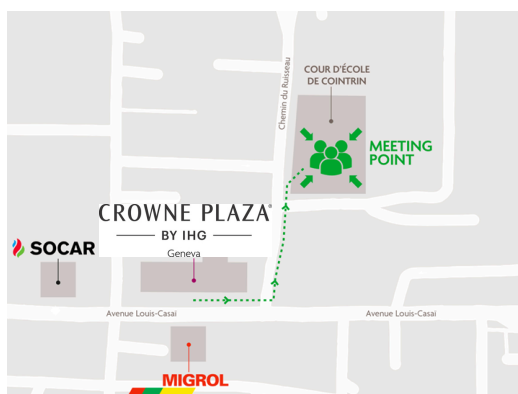 COUR D'ÉCOLE
DE COINTRIN
Chemin du Ruisseau
MEETING
POINT
CROWNE PLAZA
BY IHG
Geneva
SOCAR
Avenue Louis-Casaï
Avenue Louis-Casaï
MIGROL